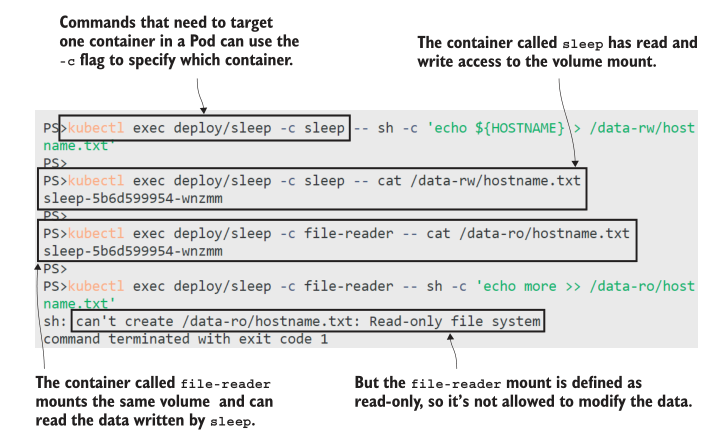 Commands that need to target
one container in a Pod can use the
-c flag to specify which container.
The container called sleep has read and
write access to the volume mount.
PS>kubectl exec deploy/sleep -c sleep -- sh -c 'echo ${HOSTNAME} > /data-rw/host
name.txt'
PS>
PS>kubectl exec deploy/sleep -c sleep -- cat /data-rw/hostname.txt
sleep-5b6d599954-wnzmm
PS>
PS>kubectl exec deploy/sleep -c file-reader -- cat /data-ro/hostname.txt
sleep-5b6d599954-wnzmm
PS>
PS>kubectl exec deploy/sleep -c file-reader -- sh -c 'echo more >> /data-ro/host
name.txt'
sh: can't create /data-ro/hostname.txt: Read-only file system
command terminated with exit code 1
The container called file-reader
mounts the same volume and can
read the data written by sleep.
But the file-reader mount is defined as
read-only, so it's not allowed to modify the data.